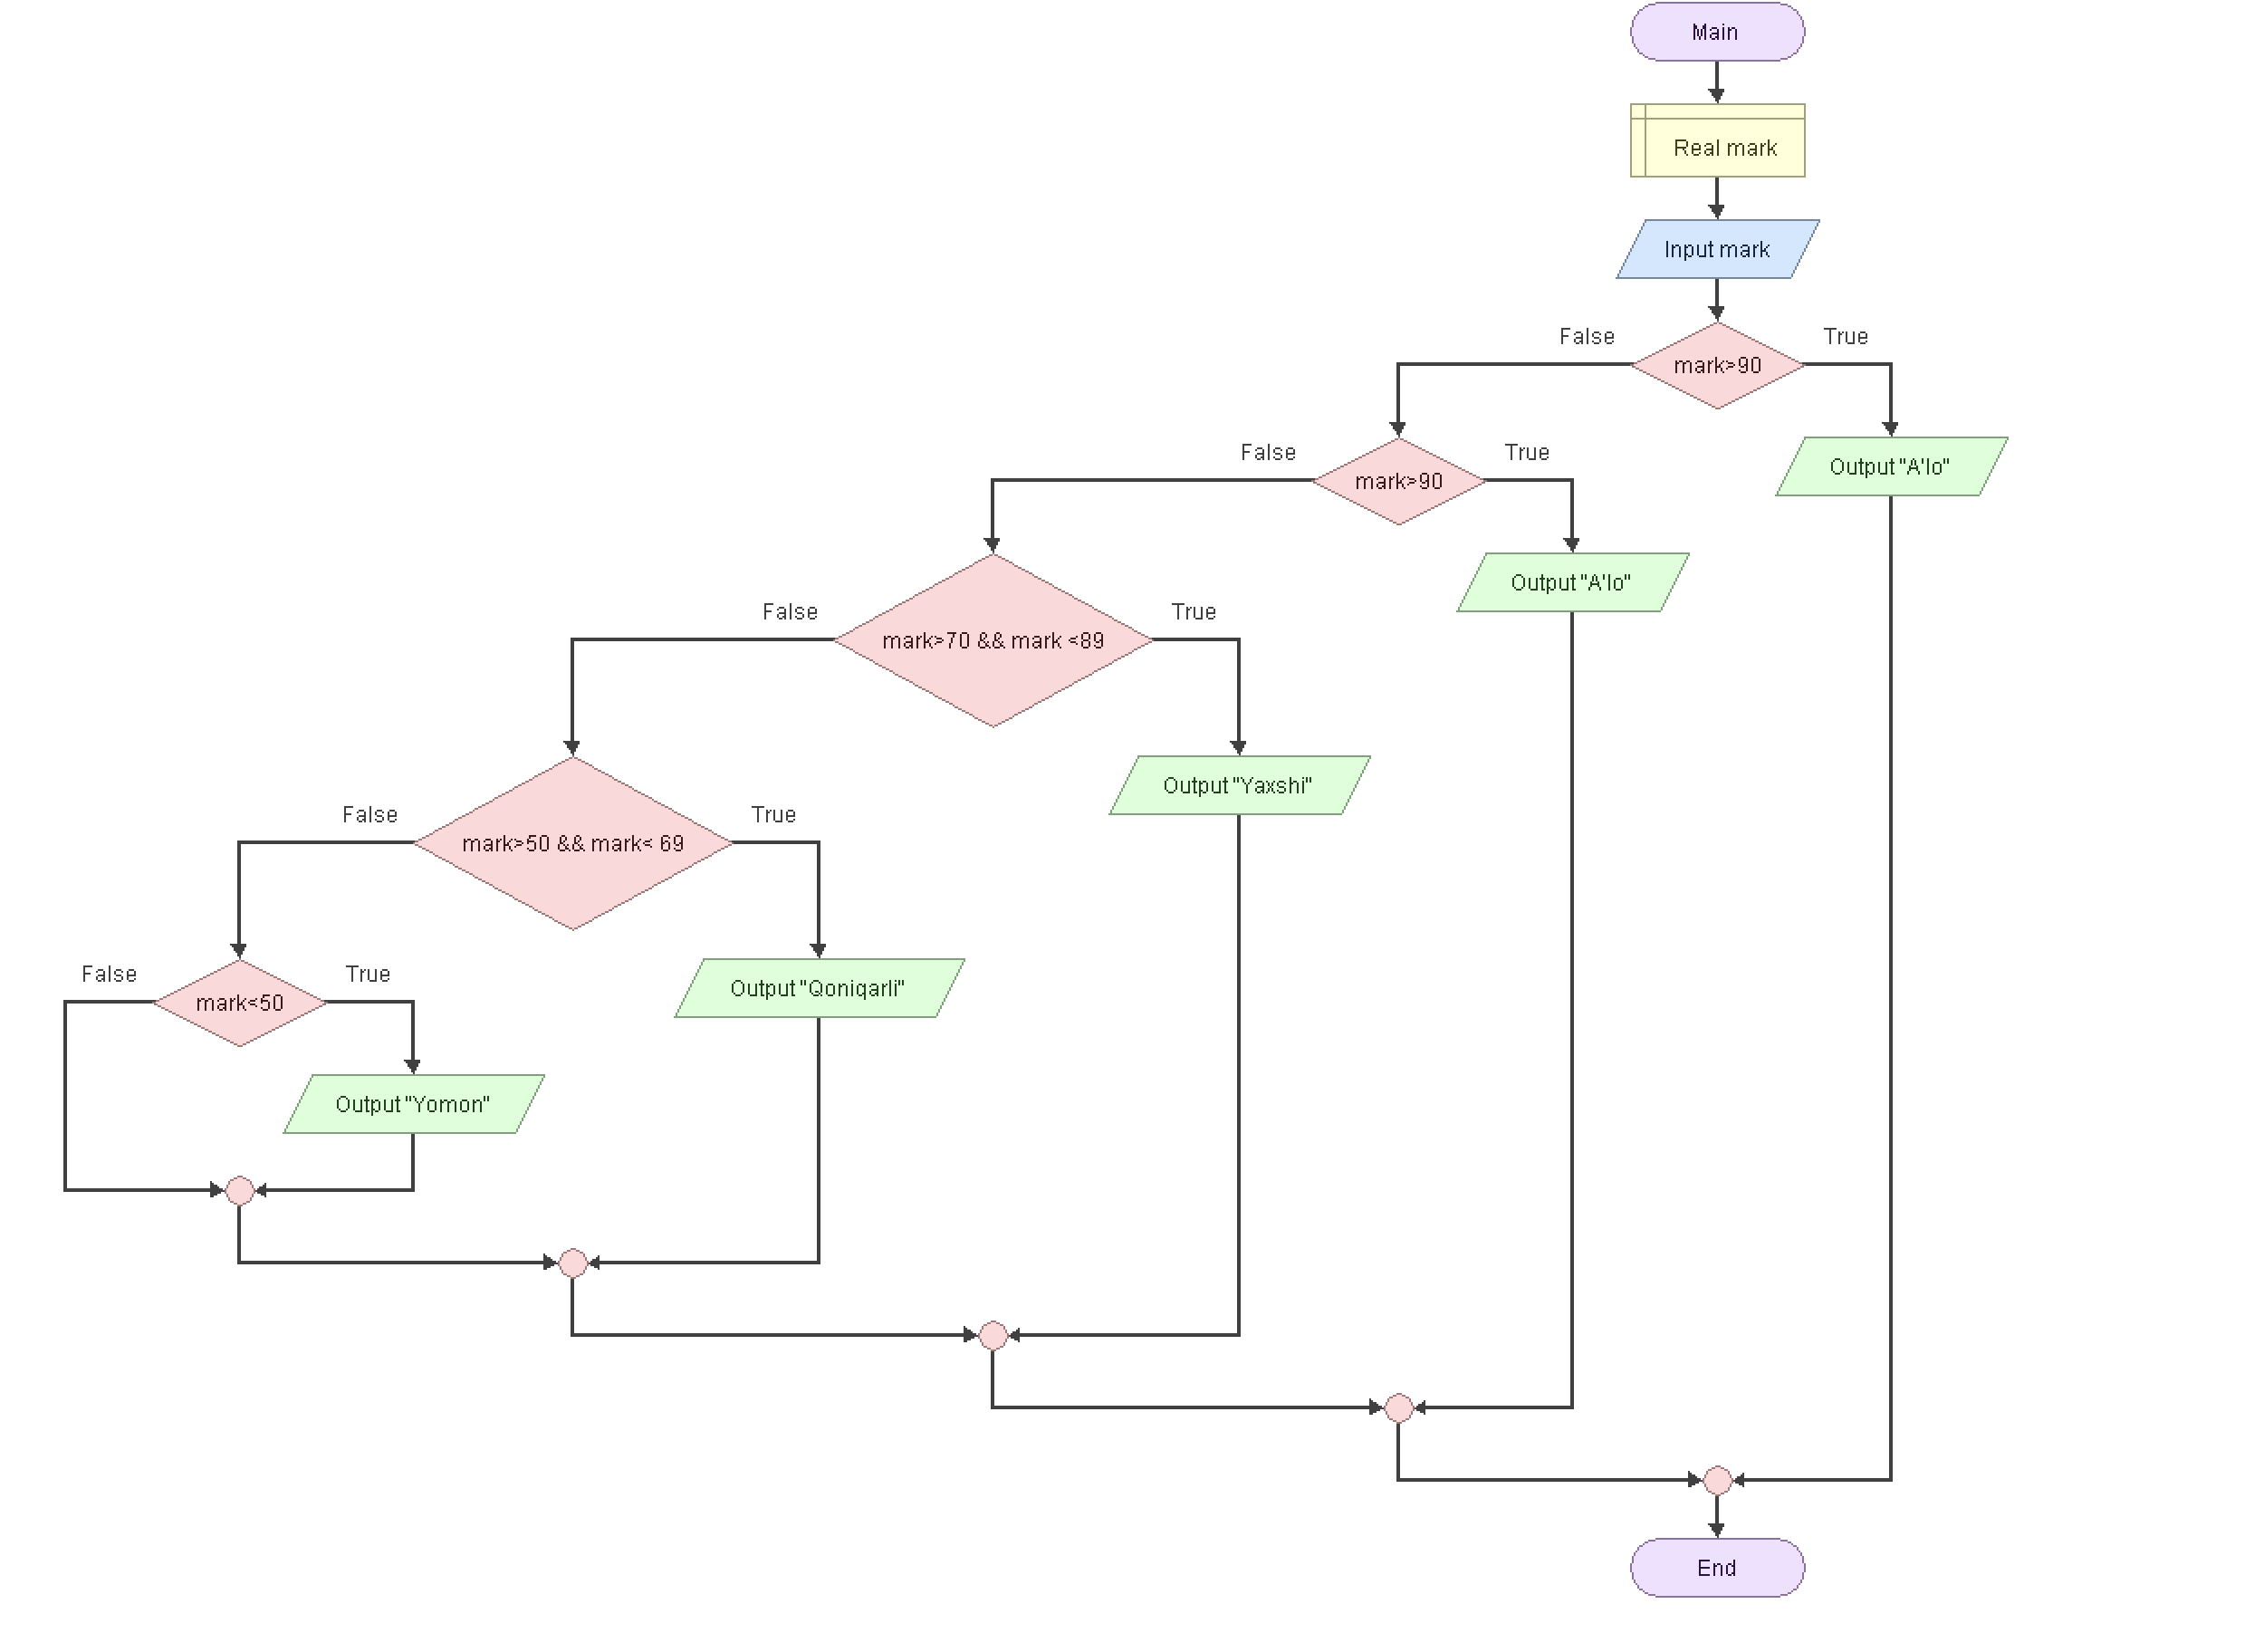 Main
Real mark
Input mark
False
True
mark>90
False
True
mark>90
Output "A'lo"
Output "A'lo"
False
True
mark>70 && mark <89
Output "Yaxshi"
False
True
mark>50 && mark< 69
False
True
mark<50
Output "Qoniqarli"
Output "Yomon"
End